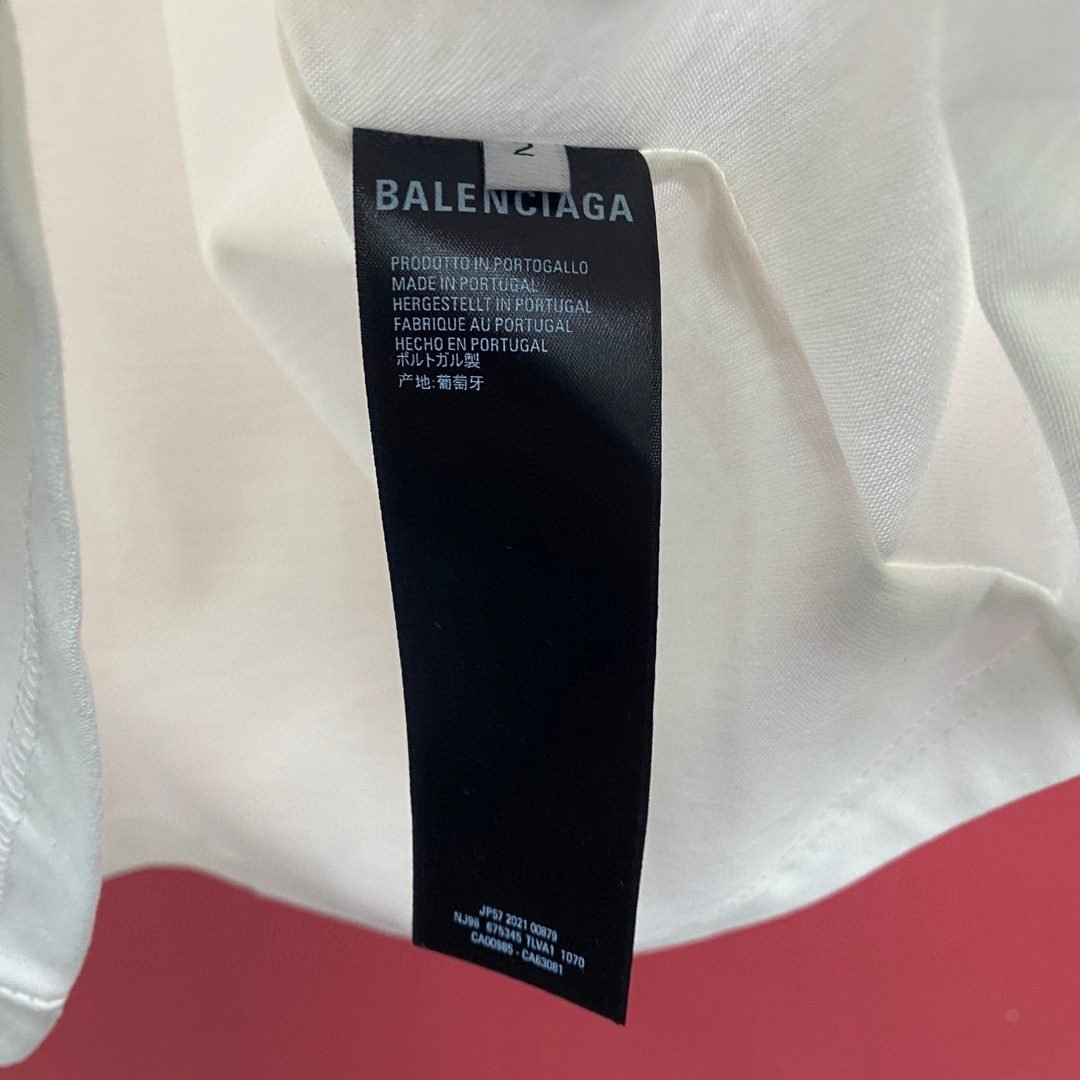 2
BALENCIAGA
PRODOTTO IN PORTOGALLO
MADE IN PORTUGAL
HERGESTELLT IN PORTUGAL
FABRIQUE AU PORTUGAL
HECHO EN PORTUGAL
ポルトガル製
产地:葡萄牙
JP57 2021 00879
NJ98 675345 TLVA1 1070
CA00985 - CA63081